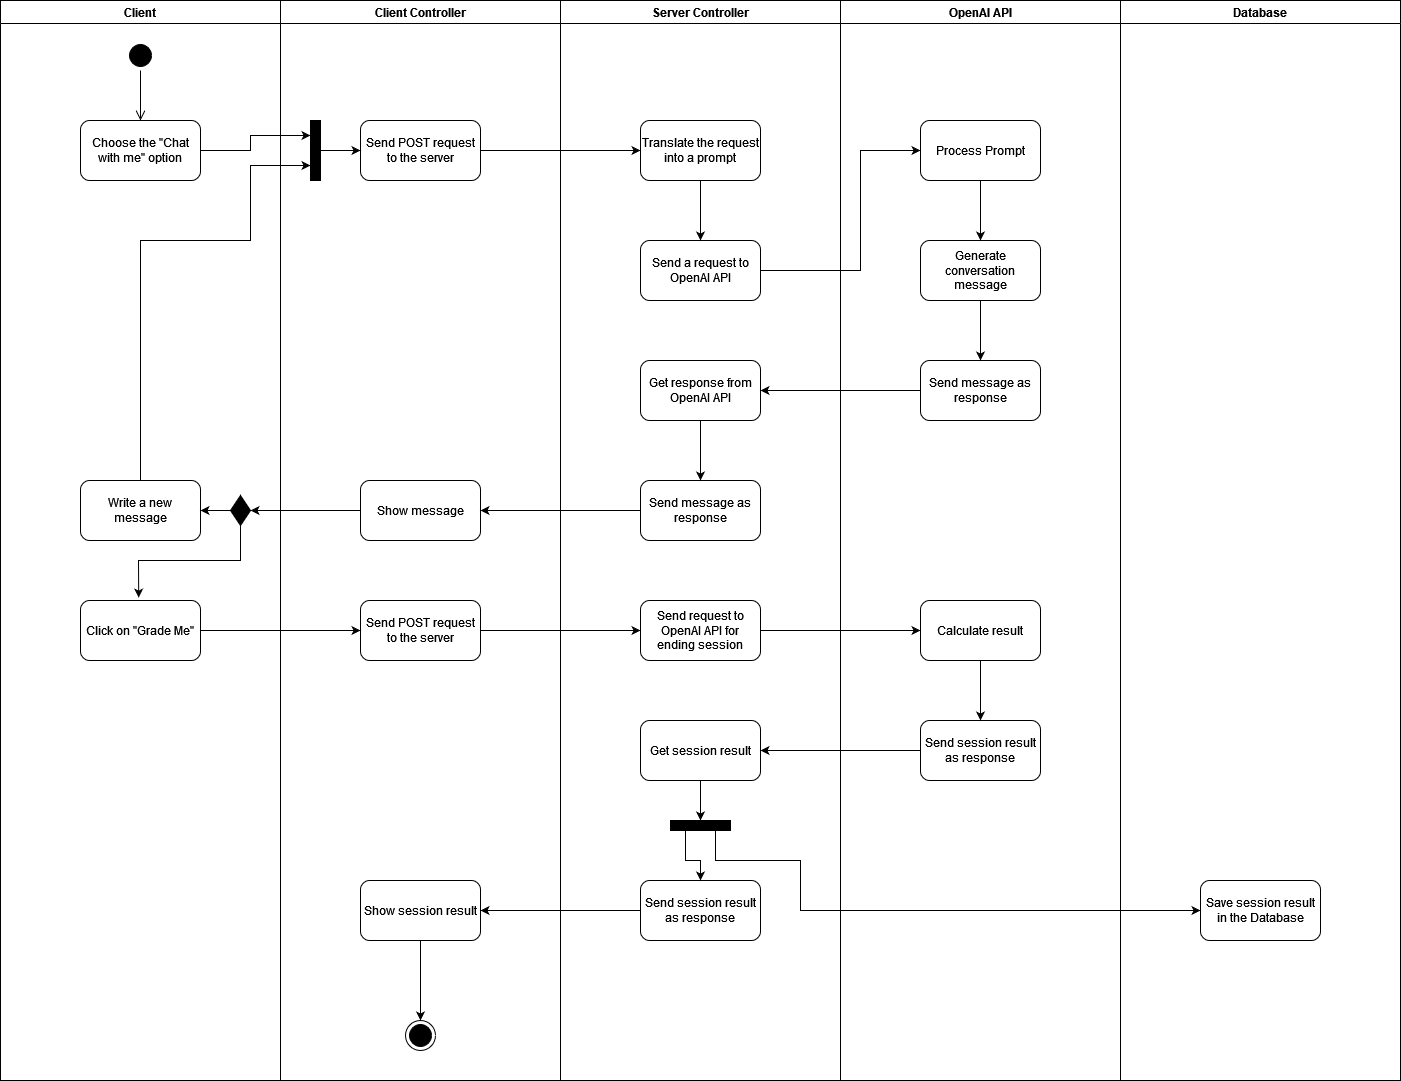 Client
Client Controller
Server Controller
OpenAI API
Database
Choose the "Chat
with me" option
Send POST request
to the server
Translate the request
into a prompt
Process Prompt
Send a request to
OpenAI API
Generate
conversation
message
Get response from
OpenAI API
Send message as
response
Write a new
message
Show message
Send message as
response
Click on "Grade Me"
Send POST request
to the server
Send request to
OpenAI API for
ending session
Calculate result
Get session result
Send session result
as response
Show session result
Send session result
as response
Save session result
in the Database